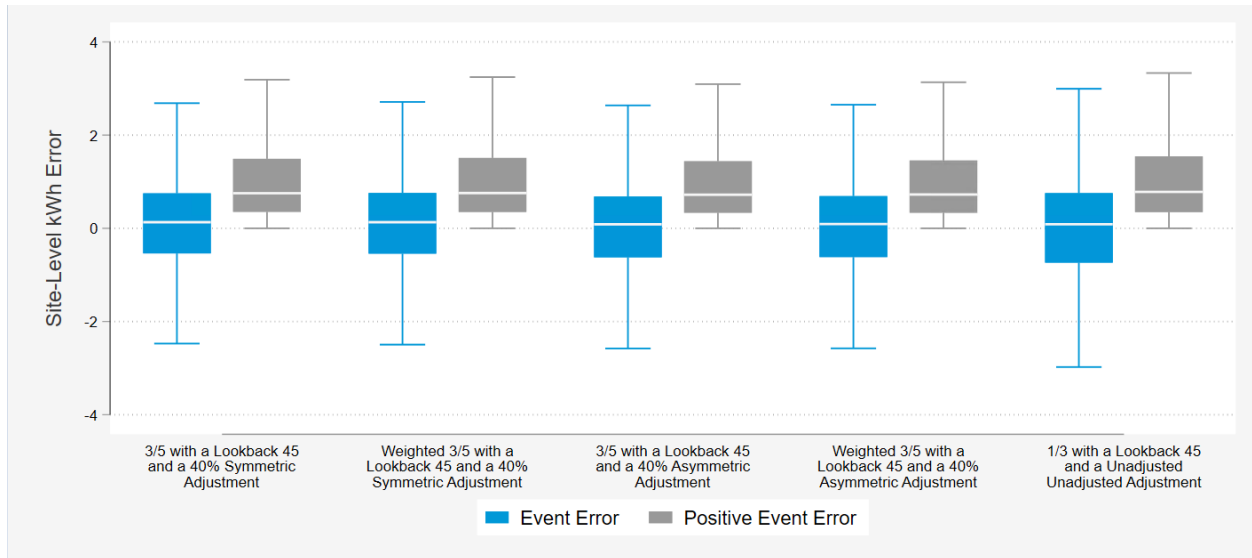 4
2
0
-2
-4
Site-Level kWh Error
3/5 with a Lookback 45
and a 40% Symmetric
Adjustment
Weighted 3/5 with a
Lookback 45 and a 40%
Symmetric Adjustment
3/5 with a Lookback 45
and a 40% Asymmetric
Adjustment
Weighted 3/5 with a
Lookback 45 and a 40%
Asymmetric Adjustment
1/3 with a Lookback 45
and a Unadjusted
Unadjusted Adjustment
Event Error
Positive Event Error